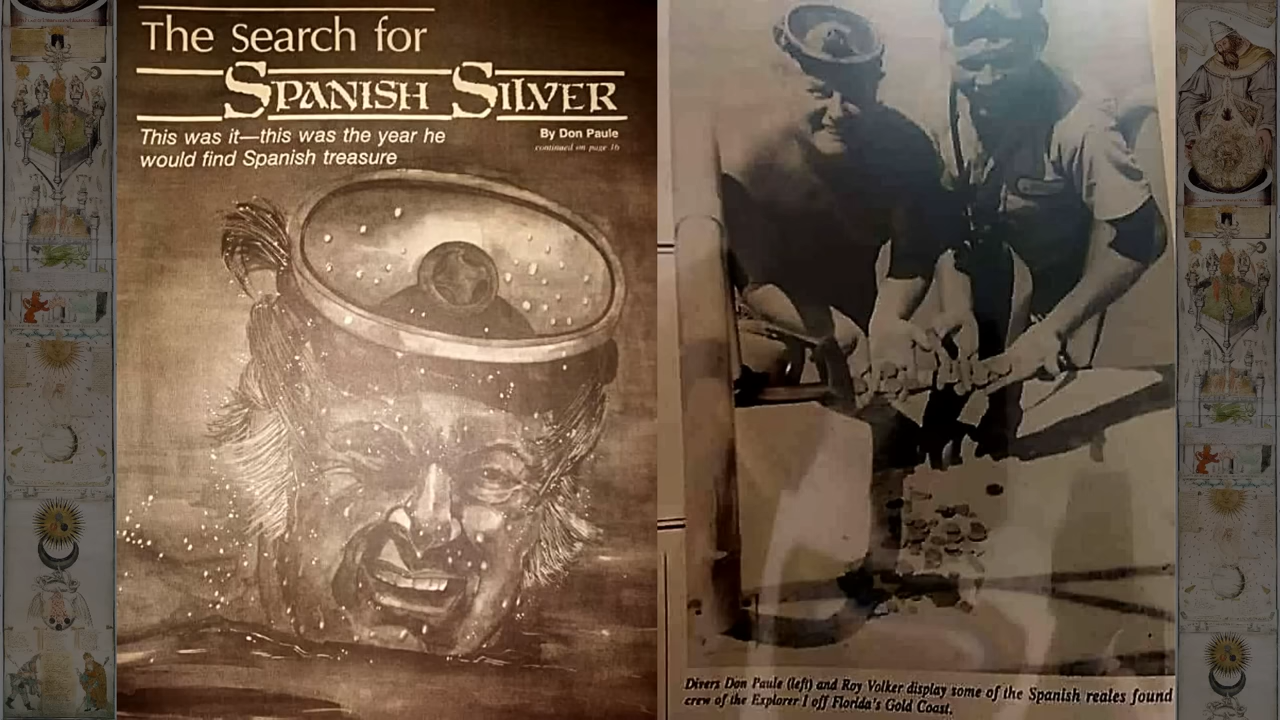 The Search for
SPANISH SILVER
This was it—this was the year he
would find Spanish treasure
By Don Paule
continued on page 16
Divers Don Paule (left) and Roy Volker display some of the Spanish reales found
crew of the Explorer I off Florida's Gold Coast.